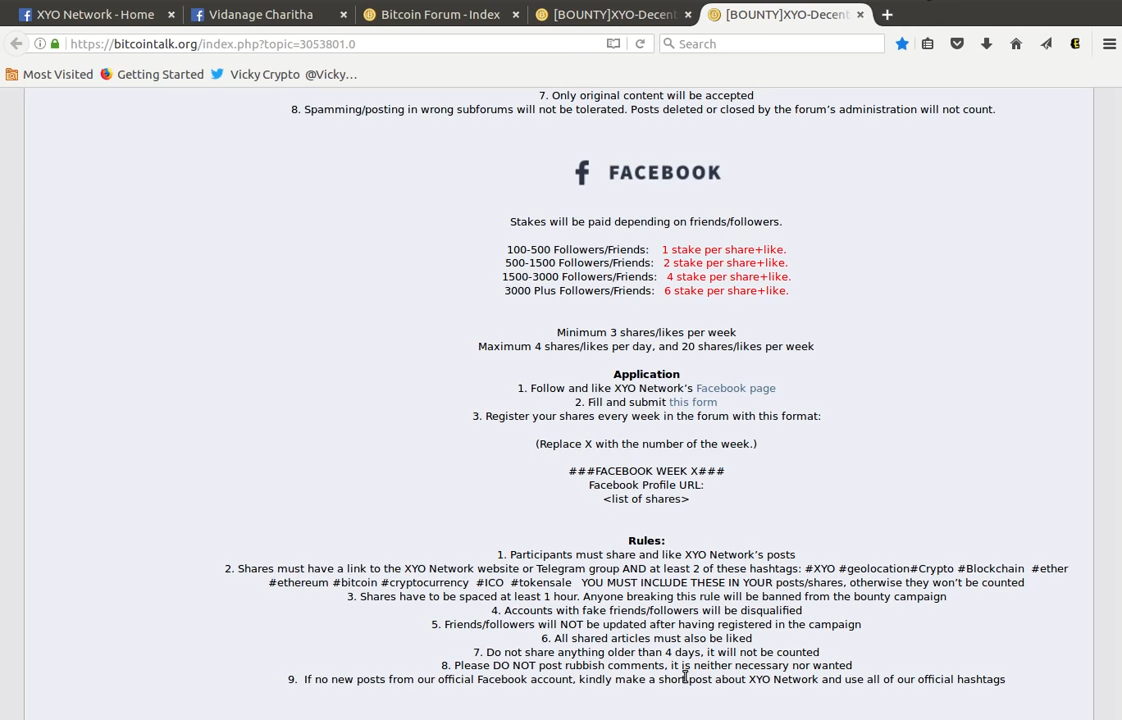 XYO Network - Home
Vidanage Charitha
Bitcoin Forum - Index
[BOUNTY]XYO-Decent
[BOUNTY]XYO-Decent
https://bitcointalk.org/index.php?topic=3053801.0
Search
Most Visited
Getting Started
Vicky Crypto @Vicky…
7. Only original content will be accepted
8. Spamming/posting in wrong subforums will not be tolerated. Posts deleted or closed by the forum’s administration will not count.
f FACEBOOK
Stakes will be paid depending on friends/followers.
100-500 Followers/Friends: 1 stake per share+like.
500-1500 Followers/Friends: 2 stake per share+like.
1500-3000 Followers/Friends: 4 stake per share+like.
3000 Plus Followers/Friends: 6 stake per share+like.
Minimum 3 shares/likes per week
Maximum 4 shares/likes per day, and 20 shares/likes per week
Application
1. Follow and like XYO Network’s Facebook page
2. Fill and submit this form
3. Register your shares every week in the forum with this format:
(Replace X with the number of the week.)
###FACEBOOK WEEK X###
Facebook Profile URL:
<list of shares>
Rules:
1. Participants must share and like XYO Network’s posts
2. Shares must have a link to the XYO Network website or Telegram group AND at least 2 of these hashtags: #XYO #geolocation#Crypto #Blockchain #ether
#ethereum #bitcoin #cryptocurrency #ICO #tokensale YOU MUST INCLUDE THESE IN YOUR posts/shares, otherwise they won’t be counted
3. Shares have to be spaced at least 1 hour. Anyone breaking this rule will be banned from the bounty campaign
4. Accounts with fake friends/followers will be disqualified
5. Friends/followers will NOT be updated after having registered in the campaign
6. All shared articles must also be liked
7. Do not share anything older than 4 days, it will not be counted
8. Please DO NOT post rubbish comments, it is neither necessary nor wanted
9. If no new posts from our official Facebook account, kindly make a short post about XYO Network and use all of our official hashtags